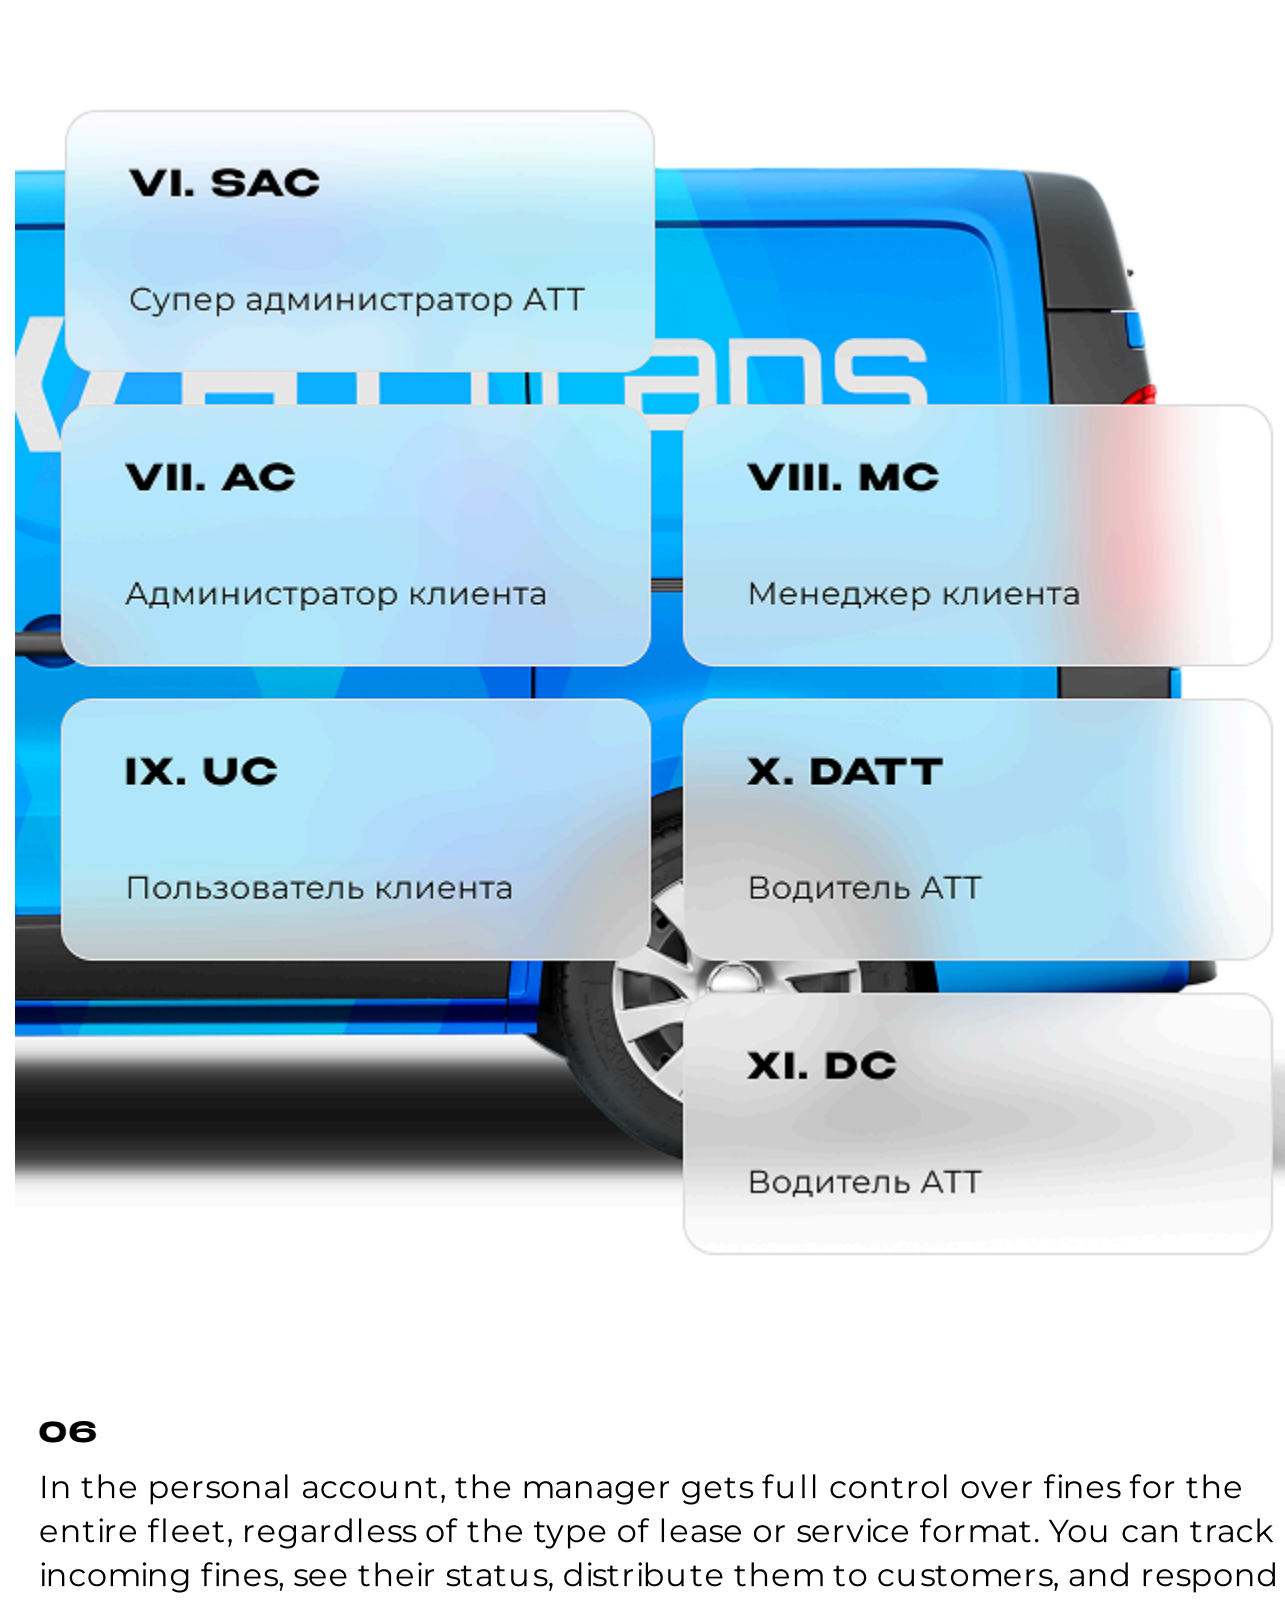 VI. SAC
Супер администратор АТТ
ans
VII. AC
Администратор клиента
VIII. MC
Менеджер клиента
IX. UC
Пользователь клиента
X. DATT
Водитель АТТ
XI. DC
Водитель АТТ
06
In the personal account, the manager gets full control over fines for the
entire fleet, regardless of the type of lease or service format. You can track
incoming fines, see their status, distribute them to customers, and respond